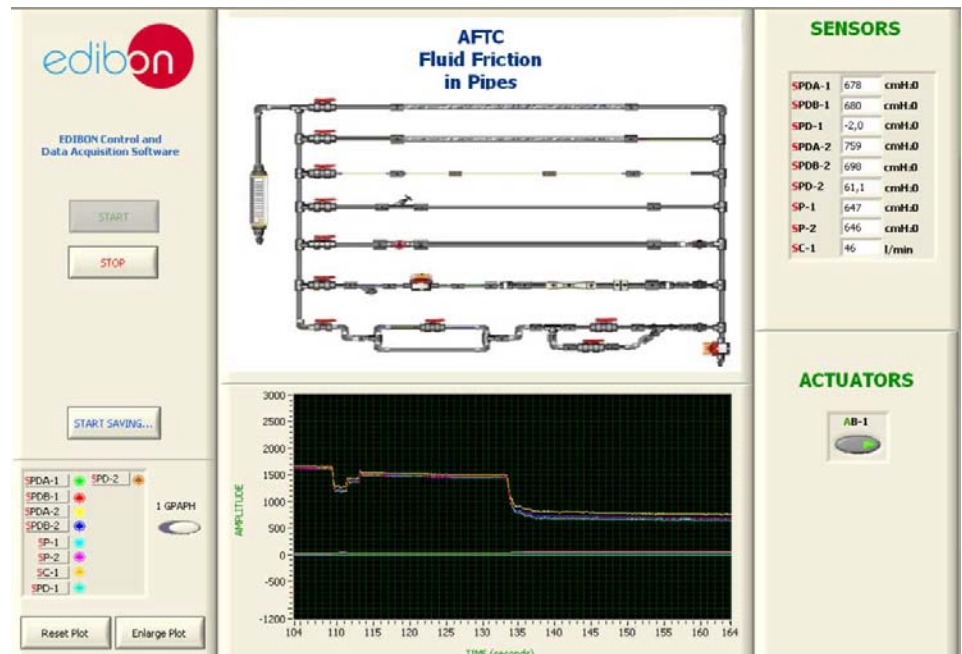 edibon
EDIBON Control and
Data Acquisition Software
START
STOP
START SAVING...
SPDA-1 SPD-2
SPDB-1
SPDA-2
SPDB-2
SP-1
SP-2
SC-1
SPD-1
1 GPAPH
Reset Plot Enlarge Plot
AFTC
Fluid Friction
in Pipes
AMPLITUDE
3000
2500
2000
1500
1000
500
0
-500
-1200
104 110 115 120 125 130 135 140 145 150 155 160 164
TIME (seconds)
SENSORS
SPDA-1 678 cmH2O
SPDB-1 680 cmH2O
SPD-1 -2,0 cmH2O
SPDA-2 759 cmH2O
SPDB-2 698 cmH2O
SPD-2 61,1 cmH2O
SP-1 647 cmH2O
SP-2 646 cmH2O
SC-1 46 l/min
ACTUATORS
AB-1